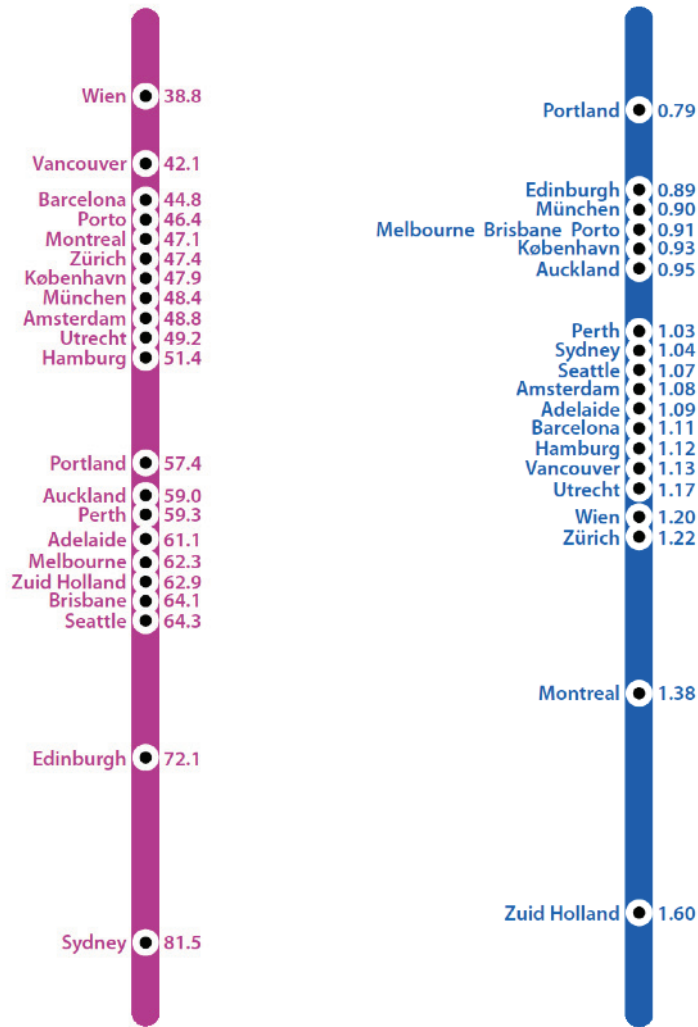 Wien 38.8
Vancouver 42.1
Barcelona 44.8
Porto 46.4
Montreal 47.1
Zürich 47.4
København 47.9
München 48.4
Amsterdam 48.8
Utrecht 49.2
Hamburg 51.4
Portland 57.4
Auckland 59.0
Perth 59.3
Adelaide 61.1
Melbourne 62.3
Zuid Holland 62.9
Brisbane 64.1
Seattle 64.3
Edinburgh 72.1
Sydney 81.5
Portland 0.79
Edinburgh 0.89
München 0.90
Melbourne Brisbane Porto 0.91
København 0.93
Auckland 0.95
Perth 1.03
Sydney 1.04
Seattle 1.07
Amsterdam 1.08
Adelaide 1.09
Barcelona 1.11
Hamburg 1.12
Vancouver 1.13
Utrecht 1.17
Wien 1.20
Zürich 1.22
Montreal 1.38
Zuid Holland 1.60